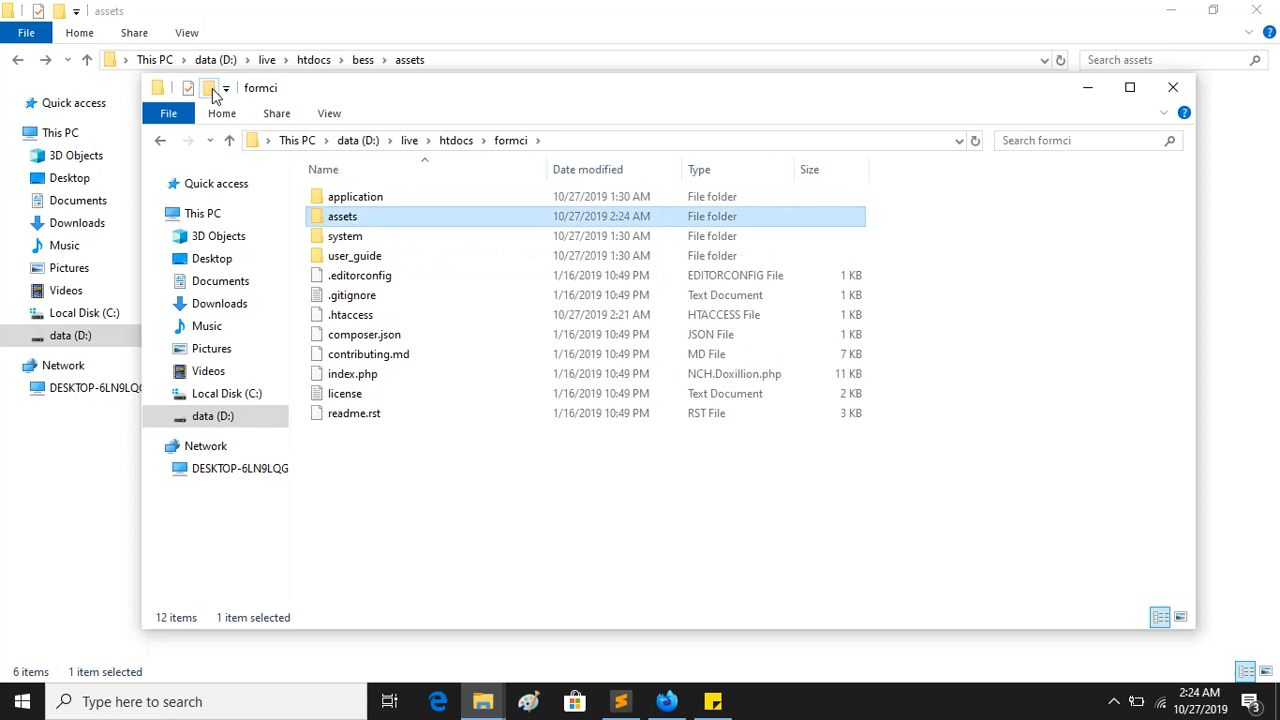 assets
File Home Share View
This PC data (D:) live htdocs bess assets Search assets
Quick access
This PC
3D Objects
Desktop
Documents
Downloads
Music
Pictures
Videos
Local Disk (C:)
data (D:)
Network
DESKTOP-6LN9LQG
6 items 1 item selected
formci
File Home Share View
This PC data (D:) live htdocs formci Search formci
Quick access
This PC
3D Objects
Desktop
Documents
Downloads
Music
Pictures
Videos
Local Disk (C:)
data (D:)
Network
DESKTOP-6LN9LQG
Name Date modified Type Size
application 10/27/2019 1:30 AM File folder
assets 10/27/2019 2:24 AM File folder
system 10/27/2019 1:30 AM File folder
user_guide 10/27/2019 1:30 AM File folder
.editorconfig 1/16/2019 10:49 PM EDITORCONFIG File 1 KB
.gitignore 1/16/2019 10:49 PM Text Document 1 KB
.htaccess 10/27/2019 2:21 AM HTACCESS File 1 KB
composer.json 1/16/2019 10:49 PM JSON File 1 KB
contributing.md 1/16/2019 10:49 PM MD File 7 KB
index.php 1/16/2019 10:49 PM NCH.Doxillion.php 11 KB
license 1/16/2019 10:49 PM Text Document 2 KB
readme.rst 1/16/2019 10:49 PM RST File 3 KB
12 items 1 item selected
Type here to search
2:24 AM
10/27/2019
3